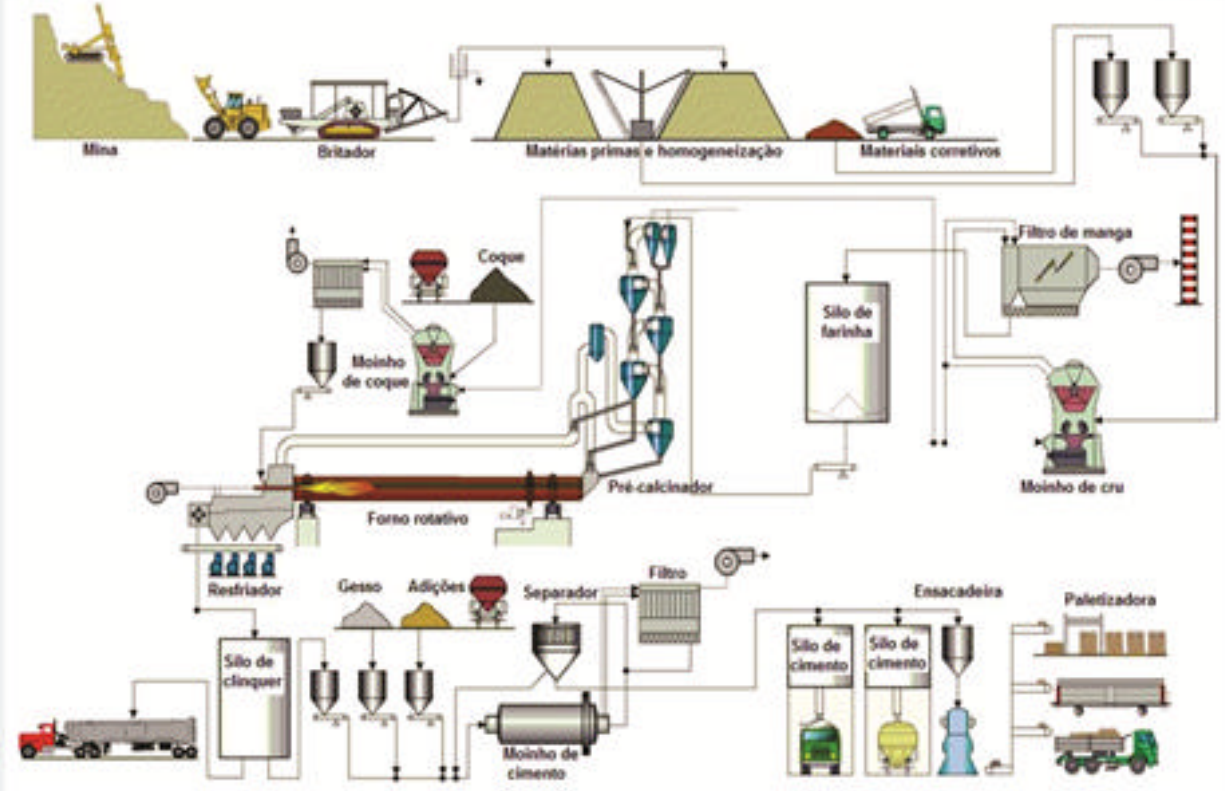 Mina
Britador
Matérias primas e homogeneização
Materiais corretivos
Filtro de manga
Coque
Silo de
farinha
Moinho
de coque
Pré-calcinador
Moinho de cru
Forno rotativo
Resfriador
Gesso
Adições
Separador
Filtro
Ensacadeira
Paletizadora
Silo de
clínquer
Silo de
cimento
Silo de
cimento
Moinho de
cimento